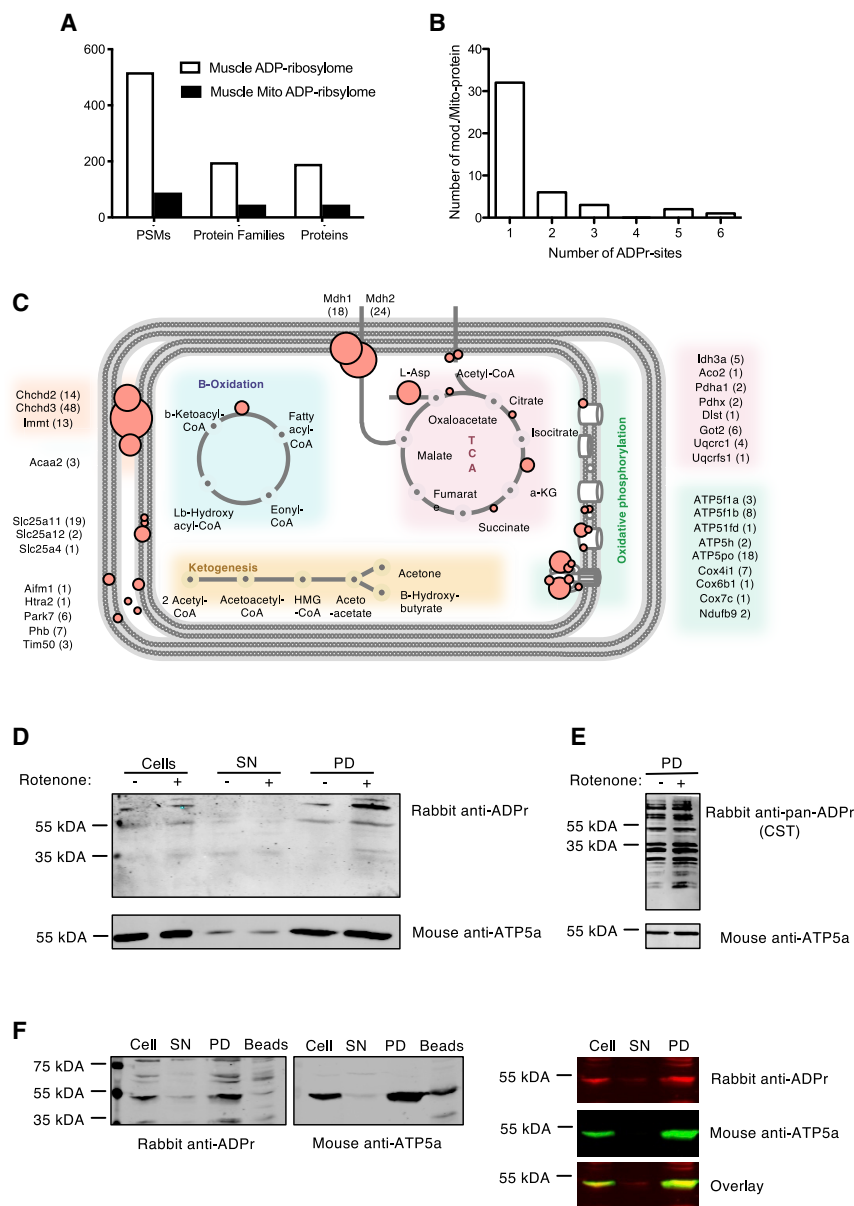 A
600
400
200
0
Muscle ADP-ribosylome
Muscle Mito ADP-ribsylome
PSMs
Protein Families
Proteins
B
Number of mod./Mito-protein
40
30
20
10
0
1 2 3 4 5 6
Number of ADPr-sites
C
Mdh1 Mdh2
(18) (24)
Chchd2 (14)
Chchd3 (48)
Immt (13)
Acaa2 (3)
Slc25a11 (19)
Slc25a12 (2)
Slc25a4 (1)
Aifm1 (1)
Htra2 (1)
Park7 (6)
Phb (7)
Tim50 (3)
B-Oxidation
b-Ketoacyl-
CoA
Fatty
acyl-
CoA
Lb-Hydroxy
acyl-CoA
Eonyl-
CoA
L-Asp
Acetyl-CoA
Oxaloacetate
Citrate
Isocitrate
Malate
T
C
A
Fumarat
e
a-KG
Succinate
Oxidative phosphorylation
Ketogenesis
2 Acetyl-
CoA
Acetoacetyl-
CoA
HMG
-CoA
Aceto
-acetate
Acetone
B-Hydroxy-
butyrate
Idh3a (5)
Aco2 (1)
Pdha1 (2)
Pdhx (2)
Dlst (1)
Got2 (6)
Uqcrc1 (4)
Uqcrfs1 (1)
ATP5f1a (3)
ATP5f1b (8)
ATP51fd (1)
ATP5h (2)
ATP5po (18)
Cox4i1 (7)
Cox6b1 (1)
Cox7c (1)
Ndufb9 2)
D
Cells SN PD
Rotenone: - + - + - +
55 kDA
35 kDA
Rabbit anti-ADPr
55 kDA
Mouse anti-ATP5a
E
PD
Rotenone: - +
55 kDA
35 kDA
Rabbit anti-pan-ADPr
(CST)
55 kDA
Mouse anti-ATP5a
F
Cell SN PD Beads
75 kDA
55 kDA
35 kDA
Rabbit anti-ADPr
Cell SN PD Beads
Mouse anti-ATP5a
Cell SN PD
55 kDA
Rabbit anti-ADPr
Mouse anti-ATP5a
55 kDA
Overlay